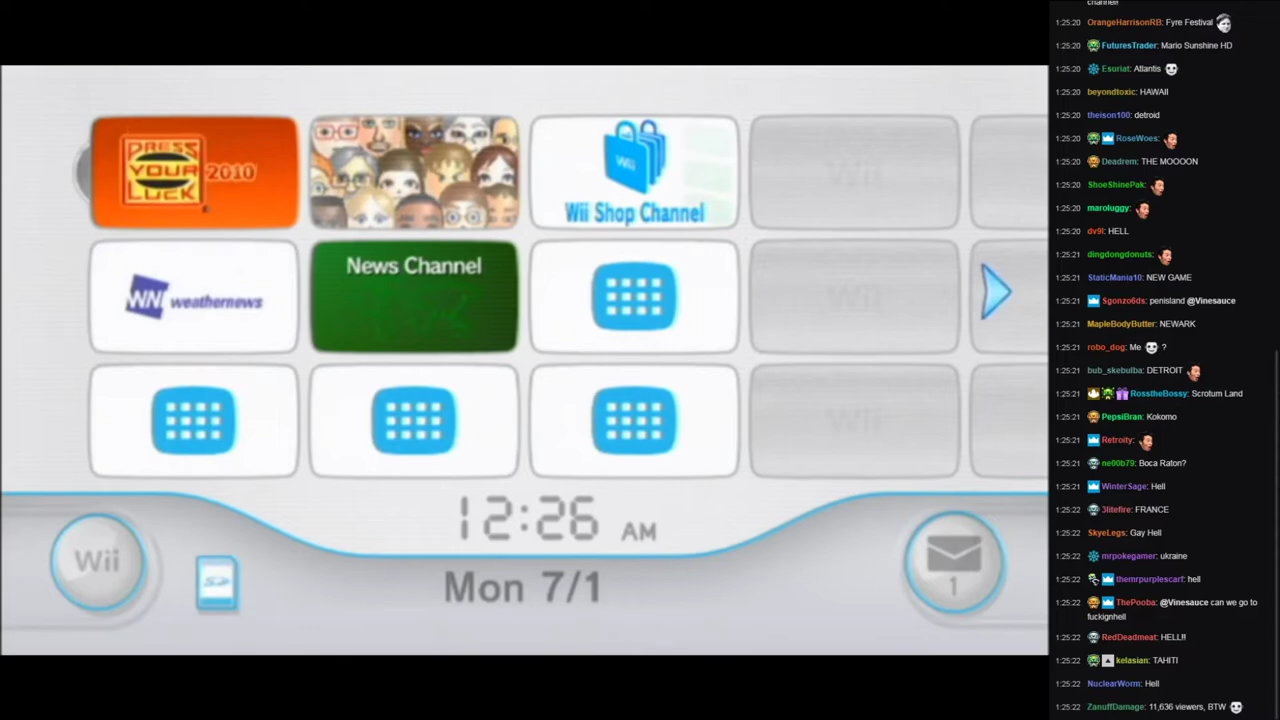 PRESS
YOUR
LUCK
2010
Wii
Wii Shop Channel
Wii
WN weathernews
News Channel
Wii
Wii
12:26 AM
Mon 7/1
Wii
SD
1
channel!
1:25:20 OrangeHarrisonRB: Fyre Festival
1:25:20 FuturesTrader: Mario Sunshine HD
1:25:20 Esuriat: Atlantis
1:25:20 beyondtoxic: HAWAII
1:25:20 theison100: detroid
1:25:20 RoseWoes:
1:25:20 Deadrem: THE MOOOON
1:25:20 ShoeShinePak:
1:25:20 maroluggy:
1:25:20 dv9l: HELL
1:25:21 dingdongdonuts:
1:25:21 StaticMania10: NEW GAME
1:25:21 Sgonzo6ds: penisland @Vinesauce
1:25:21 MapleBodyButter: NEWARK
1:25:21 robo_dog: Me ?
1:25:21 bub_skebulba: DETROIT
1:25:21 RosstheBossy: Scrotum Land
1:25:21 PepsiBran: Kokomo
1:25:21 Retroity:
1:25:21 ne00b79: Boca Raton?
1:25:21 WinterSage: Hell
1:25:22 3litefire: FRANCE
1:25:22 SkyeLegs: Gay Hell
1:25:22 mrpokegamer: ukraine
1:25:22 themrpurplescarf: hell
1:25:22 ThePooba: @Vinesauce can we go to
fuckignhell
1:25:22 RedDeadmeat: HELL!!
1:25:22 kelasian: TAHITI
1:25:22 NuclearWorm: Hell
1:25:22 ZanuffDamage: 11,636 viewers, BTW